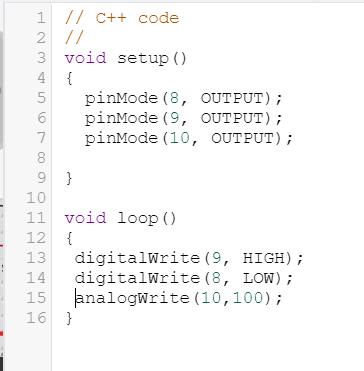 1 // C++ code
2 //
3 void setup()
4 {
5   pinMode(8, OUTPUT);
6   pinMode(9, OUTPUT);
7   pinMode(10, OUTPUT);
8
9 }
10
11 void loop()
12 {
13  digitalWrite(9, HIGH);
14  digitalWrite(8, LOW);
15  analogWrite(10,100);
16 }